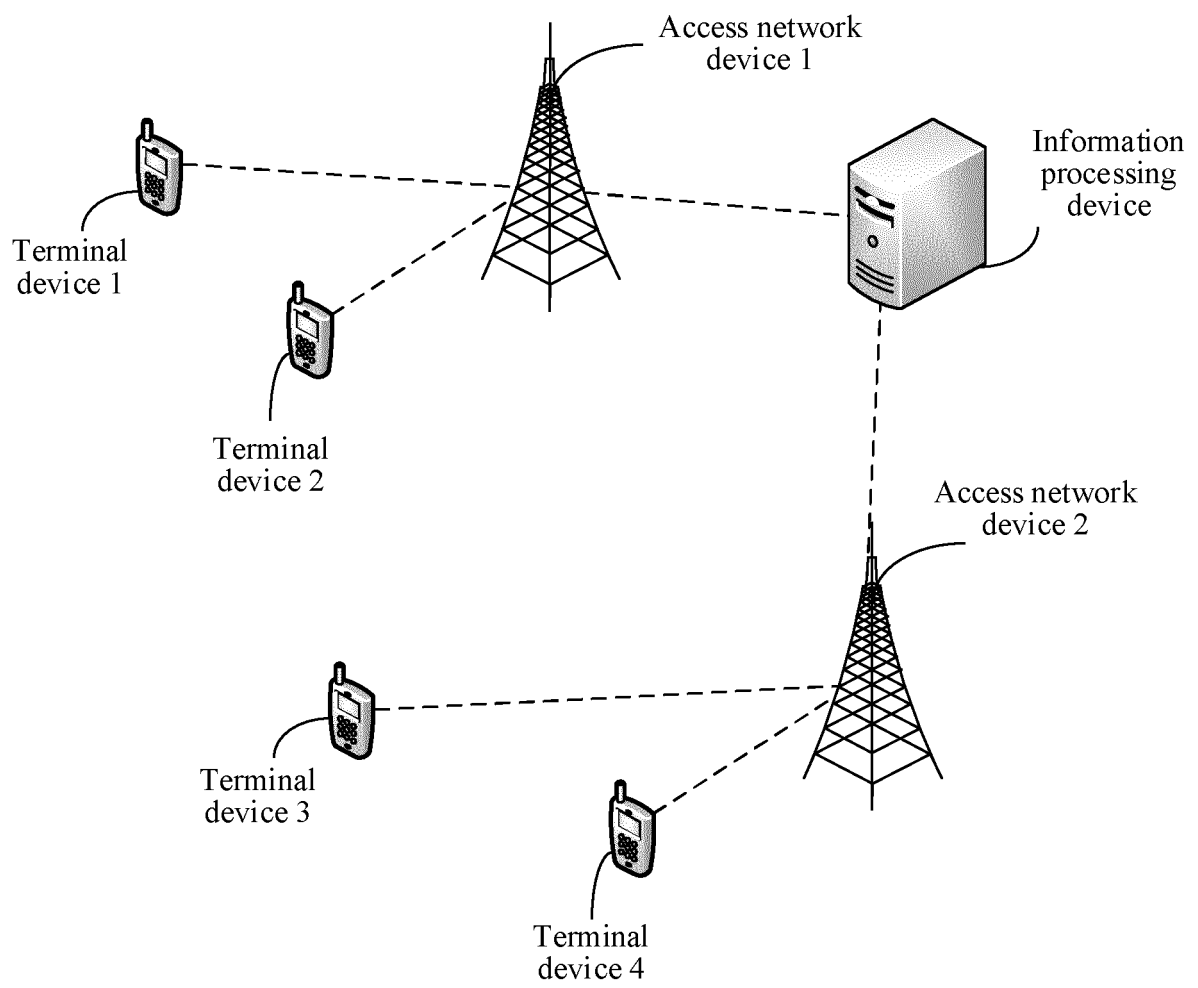 Access network
device 1
Information
processing
device
Terminal
device 1
Terminal
device 2
Access network
device 2
Terminal
device 3
Terminal
device 4